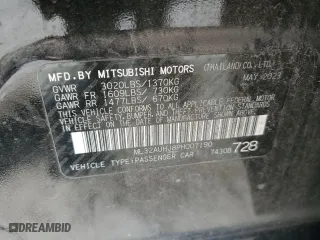 MFD.BY MITSUBISHI MOTORS (THAILAND) CO., LTD.
GVWR 3020LBS/1370KG MAY 2023
GAWR FR 1609LBS/ 730KG
GAWR RR 1477LBS/ 670KG
THIS VEHICLE CONFORMS TO ALL APPLICABLE FEDERAL MOTOR VEHICLE
SAFETY, BUMPER AND THEFT PREVENTION STANDARDS IN
EFFECT ON THE DATE OF MANUFACTURE SHOWN ABOVE.
VEHICLE TYPE:PASSENGER CAR 7430B 728
© RideSafely